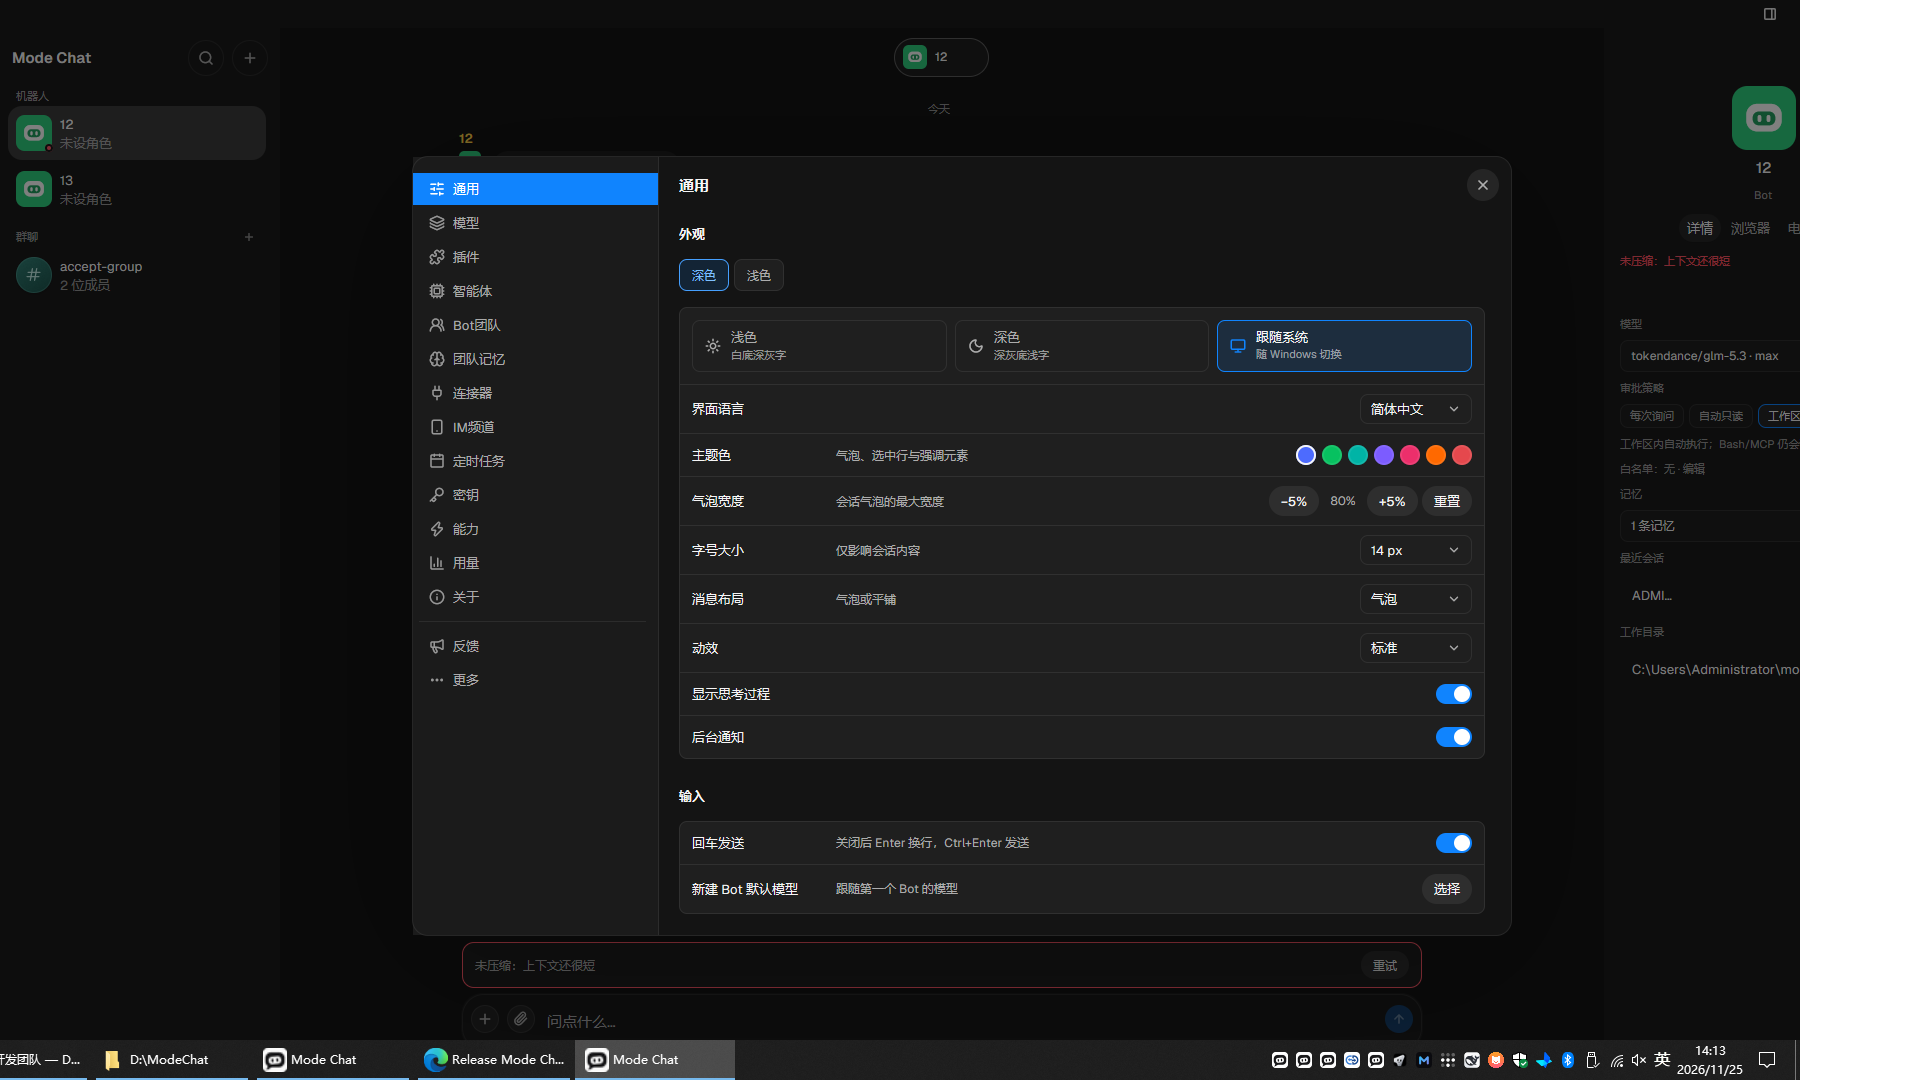 Mode Chat
机器人
12
未设角色
13
未设角色
群聊
accept-group
2 位成员
12
今天
12
通用
模型
插件
智能体
Bot团队
团队记忆
连接器
IM频道
定时任务
密钥
能力
用量
关于
反馈
更多
通用
外观
深色
浅色
浅色
白底深灰字
深色
深灰底浅字
跟随系统
随 Windows 切换
界面语言
简体中文
主题色
气泡、选中行与强调元素
气泡宽度
会话气泡的最大宽度
-5%
80%
+5%
重置
字号大小
仅影响会话内容
14 px
消息布局
气泡或平铺
气泡
动效
标准
显示思考过程
后台通知
输入
回车发送
关闭后 Enter 换行，Ctrl+Enter 发送
新建 Bot 默认模型
跟随第一个 Bot 的模型
选择
未压缩：上下文还很短
重试
问点什么...
12
Bot
详情
浏览器
电
未压缩：上下文还很短
模型
tokendance/glm-5.3 · max
审批策略
每次询问
自动只读
工作区
工作区内自动执行；Bash/MCP 仍会
白名单：无 · 编辑
记忆
1 条记忆
最近会话
ADMI...
工作目录
C:\Users\Administrator\mo
开发团队 — D...
D:\ModeChat
Mode Chat
Release Mode Ch...
Mode Chat
英
14:13
2026/11/25